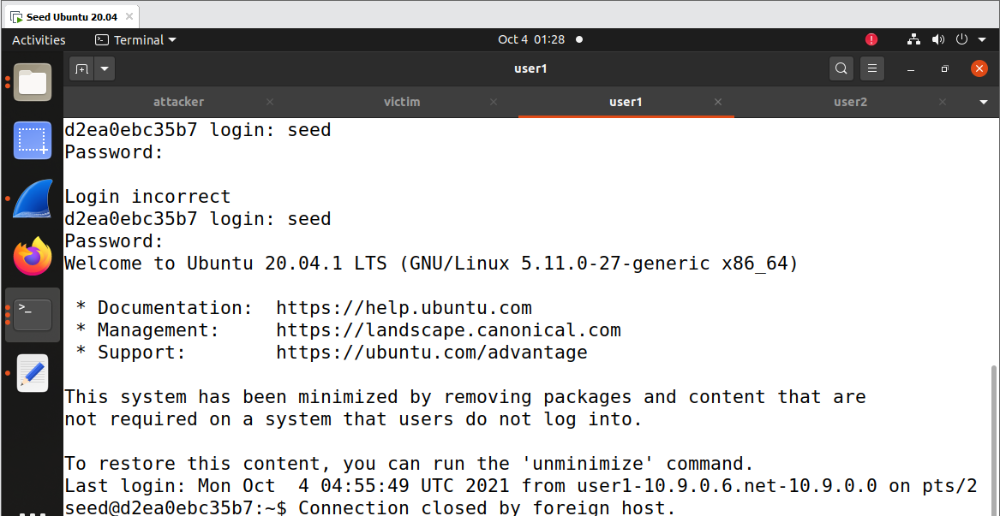 Seed Ubuntu 20.04
Activities Terminal Oct 4 01:28
user1
attacker victim user1 user2
d2ea0ebc35b7 login: seed
Password:
Login incorrect
d2ea0ebc35b7 login: seed
Password:
Welcome to Ubuntu 20.04.1 LTS (GNU/Linux 5.11.0-27-generic x86_64)
* Documentation:  https://help.ubuntu.com
* Management:     https://landscape.canonical.com
* Support:        https://ubuntu.com/advantage
This system has been minimized by removing packages and content that are
not required on a system that users do not log into.
To restore this content, you can run the 'unminimize' command.
Last login: Mon Oct  4 04:55:49 UTC 2021 from user1-10.9.0.6.net-10.9.0.0 on pts/2
seed@d2ea0ebc35b7:~$ Connection closed by foreign host.